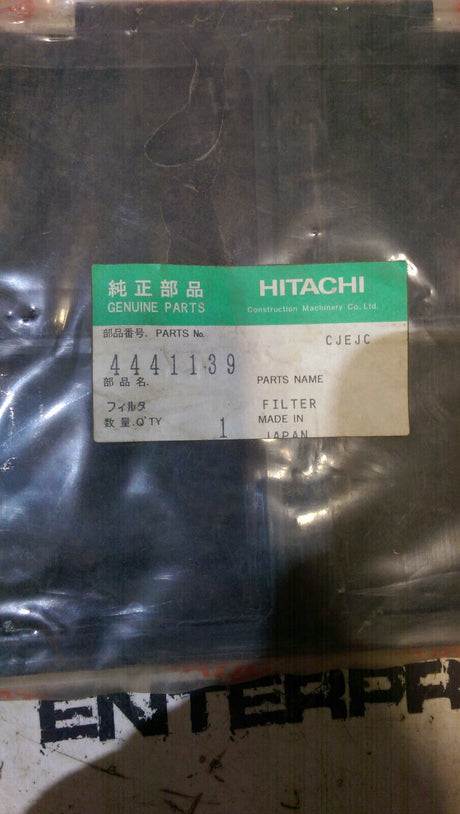 純正部品 HITACHI
GENUINE PARTS Construction Machinery Co. Ltd.
部品番号. PARTS No. CJEJC
4441139
部品名. PARTS NAME
フィルタ FILTER
数量.Q'TY 1 MADE IN
JAPAN
ENTERPR